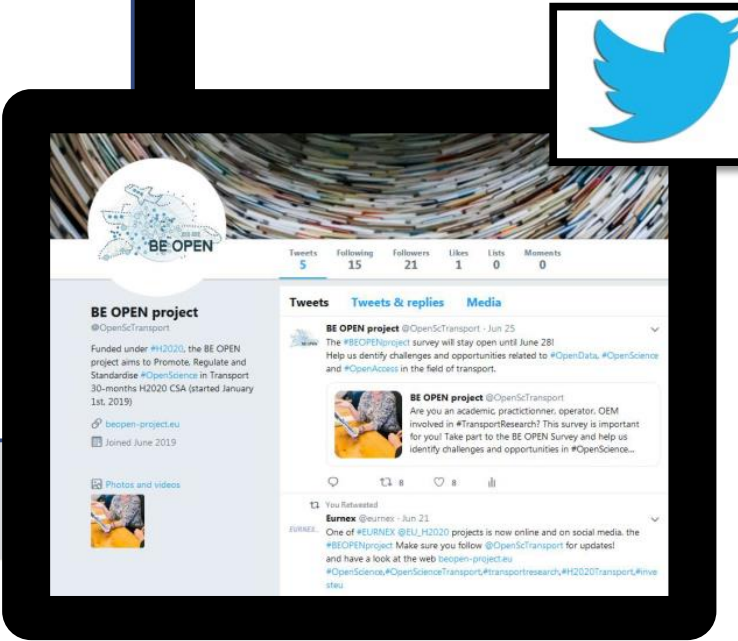 BE OPEN
Tweets Following Followers Likes Lists Moments
5 15 21 1 0 0
BE OPEN project
@OpenScTransport
Funded under #H2020, the BE OPEN
project aims to Promote, Regulate and
Standardise #OpenScience in Transport
30-months H2020 CSA (started January
1st, 2019)
beopen-project.eu
Joined June 2019
Photos and videos
Tweets Tweets & replies Media
BE OPEN project @OpenScTransport · Jun 25
The #BEOPENproject survey will stay open until June 28!
Help us dentify challenges and opportunities related to #OpenData, #OpenScience
and #OpenAccess in the field of transport.
BE OPEN project @OpenScTransport
Are you an academic, practictionner, operator, OEM
involved in #TransportResearch? This survey is important
for you! Take part to the BE OPEN Survey and help us
identify challenges and opportunities in #OpenScience...
8 8
You Retweeted
EURNEX Eurnex @eurnex · Jun 21
One of #EURNEX @EU_H2020 projects is now online and on social media. the
#BEOPENproject Make sure you follow @OpenScTransport for updates!
and have a look at the web beopen-project.eu
#OpenScience,#OpenScienceTransport,#transportresearch,#H2020Transport,#inve
steu